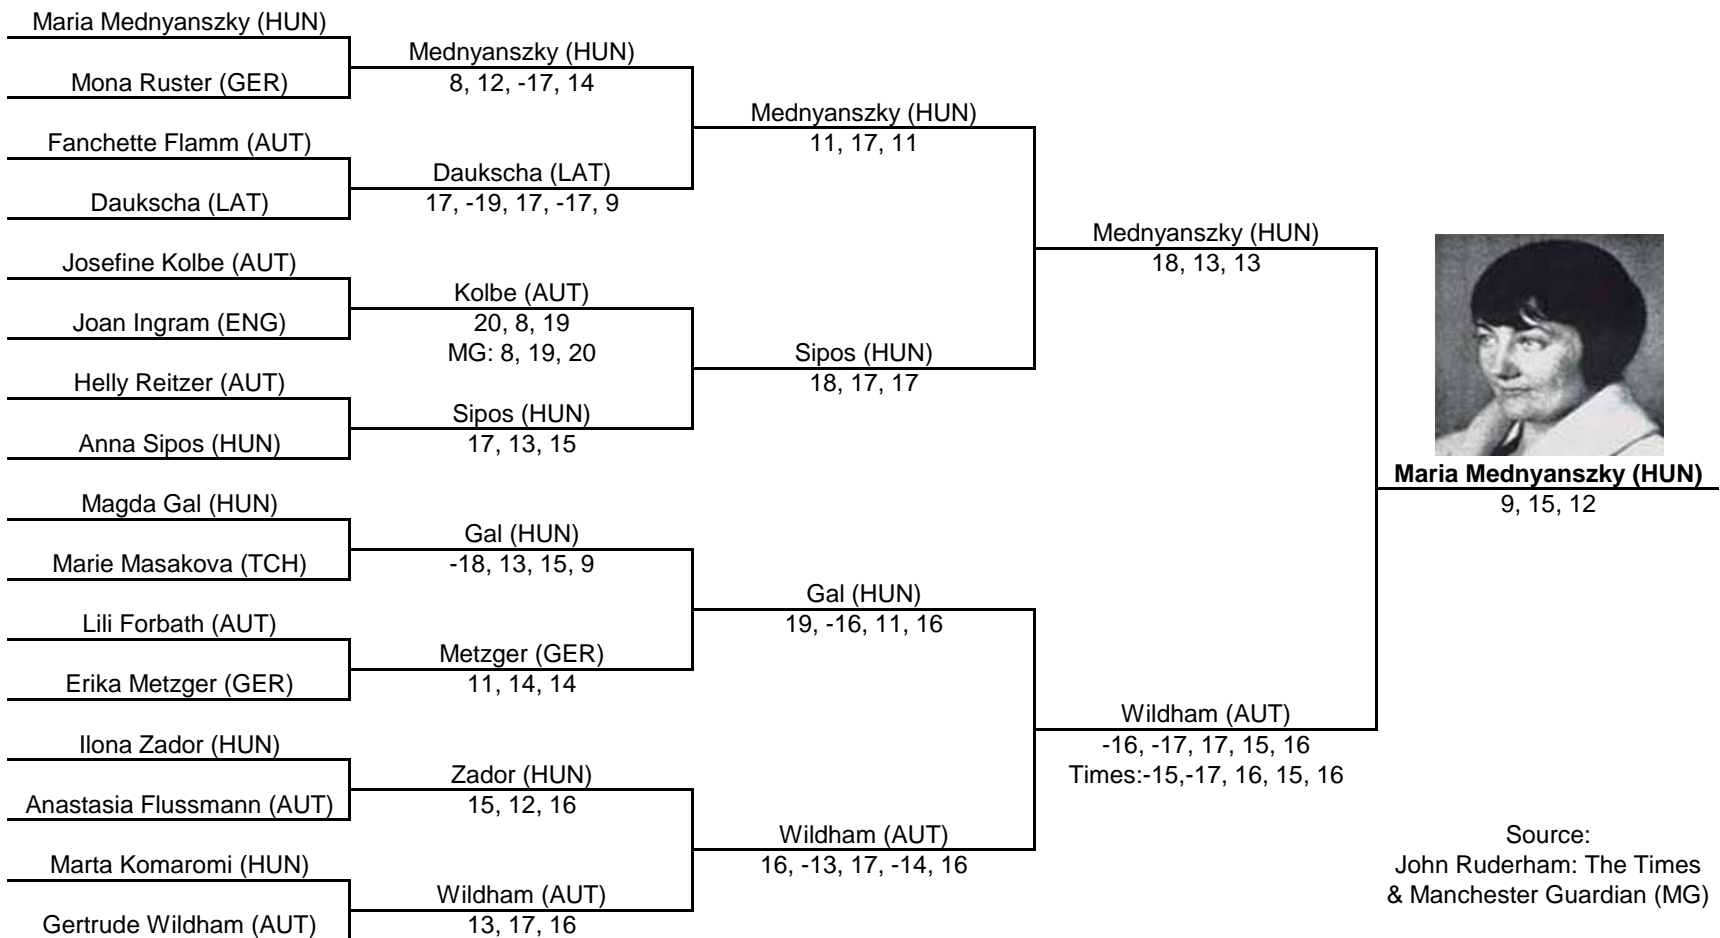 Maria Mednyanszky (HUN)
Mona Ruster (GER)
Fanchette Flamm (AUT)
Daukscha (LAT)
Josefine Kolbe (AUT)
Joan Ingram (ENG)
Helly Reitzer (AUT)
Anna Sipos (HUN)
Magda Gal (HUN)
Marie Masakova (TCH)
Lili Forbath (AUT)
Erika Metzger (GER)
Ilona Zador (HUN)
Anastasia Flussmann (AUT)
Marta Komaromi (HUN)
Gertrude Wildham (AUT)
Mednyanszky (HUN)
8, 12, -17, 14
Daukscha (LAT)
17, -19, 17, -17, 9
Kolbe (AUT)
20, 8, 19
MG: 8, 19, 20
Sipos (HUN)
17, 13, 15
Gal (HUN)
-18, 13, 15, 9
Metzger (GER)
11, 14, 14
Zador (HUN)
15, 12, 16
Wildham (AUT)
13, 17, 16
Mednyanszky (HUN)
11, 17, 11
Sipos (HUN)
18, 17, 17
Gal (HUN)
19, -16, 11, 16
Wildham (AUT)
16, -13, 17, -14, 16
Mednyanszky (HUN)
18, 13, 13
Wildham (AUT)
-16, -17, 17, 15, 16
Times:-15,-17, 16, 15, 16
Maria Mednyanszky (HUN)
9, 15, 12
Source:
John Ruderham: The Times
& Manchester Guardian (MG)